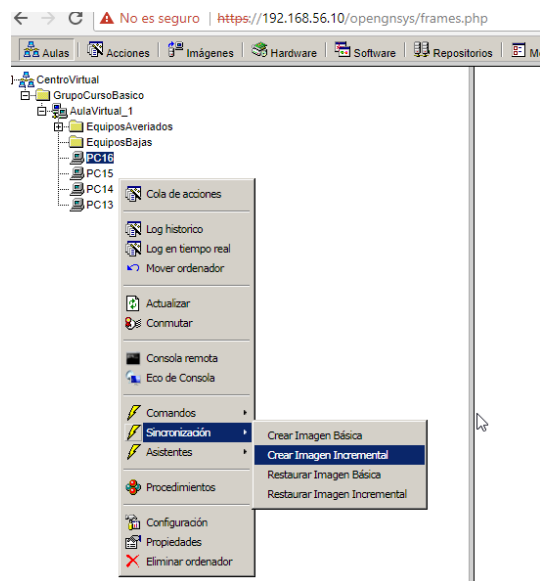 No es seguro | https://192.168.56.10/opengnsys/frames.php
Aulas Acciones Imágenes Hardware Software Repositorios
CentroVirtual
GrupoCursoBasico
AulaVirtual_1
EquiposAveriados
EquiposBajas
PC16
PC15
PC14
PC13
Cola de acciones
Log historico
Log en tiempo real
Mover ordenador
Actualizar
Conmutar
Consola remota
Eco de Consola
Comandos
Sincronización
Asistentes
Procedimientos
Configuración
Propiedades
Eliminar ordenador
Crear Imagen Básica
Crear Imagen Incremental
Restaurar Imagen Básica
Restaurar Imagen Incremental